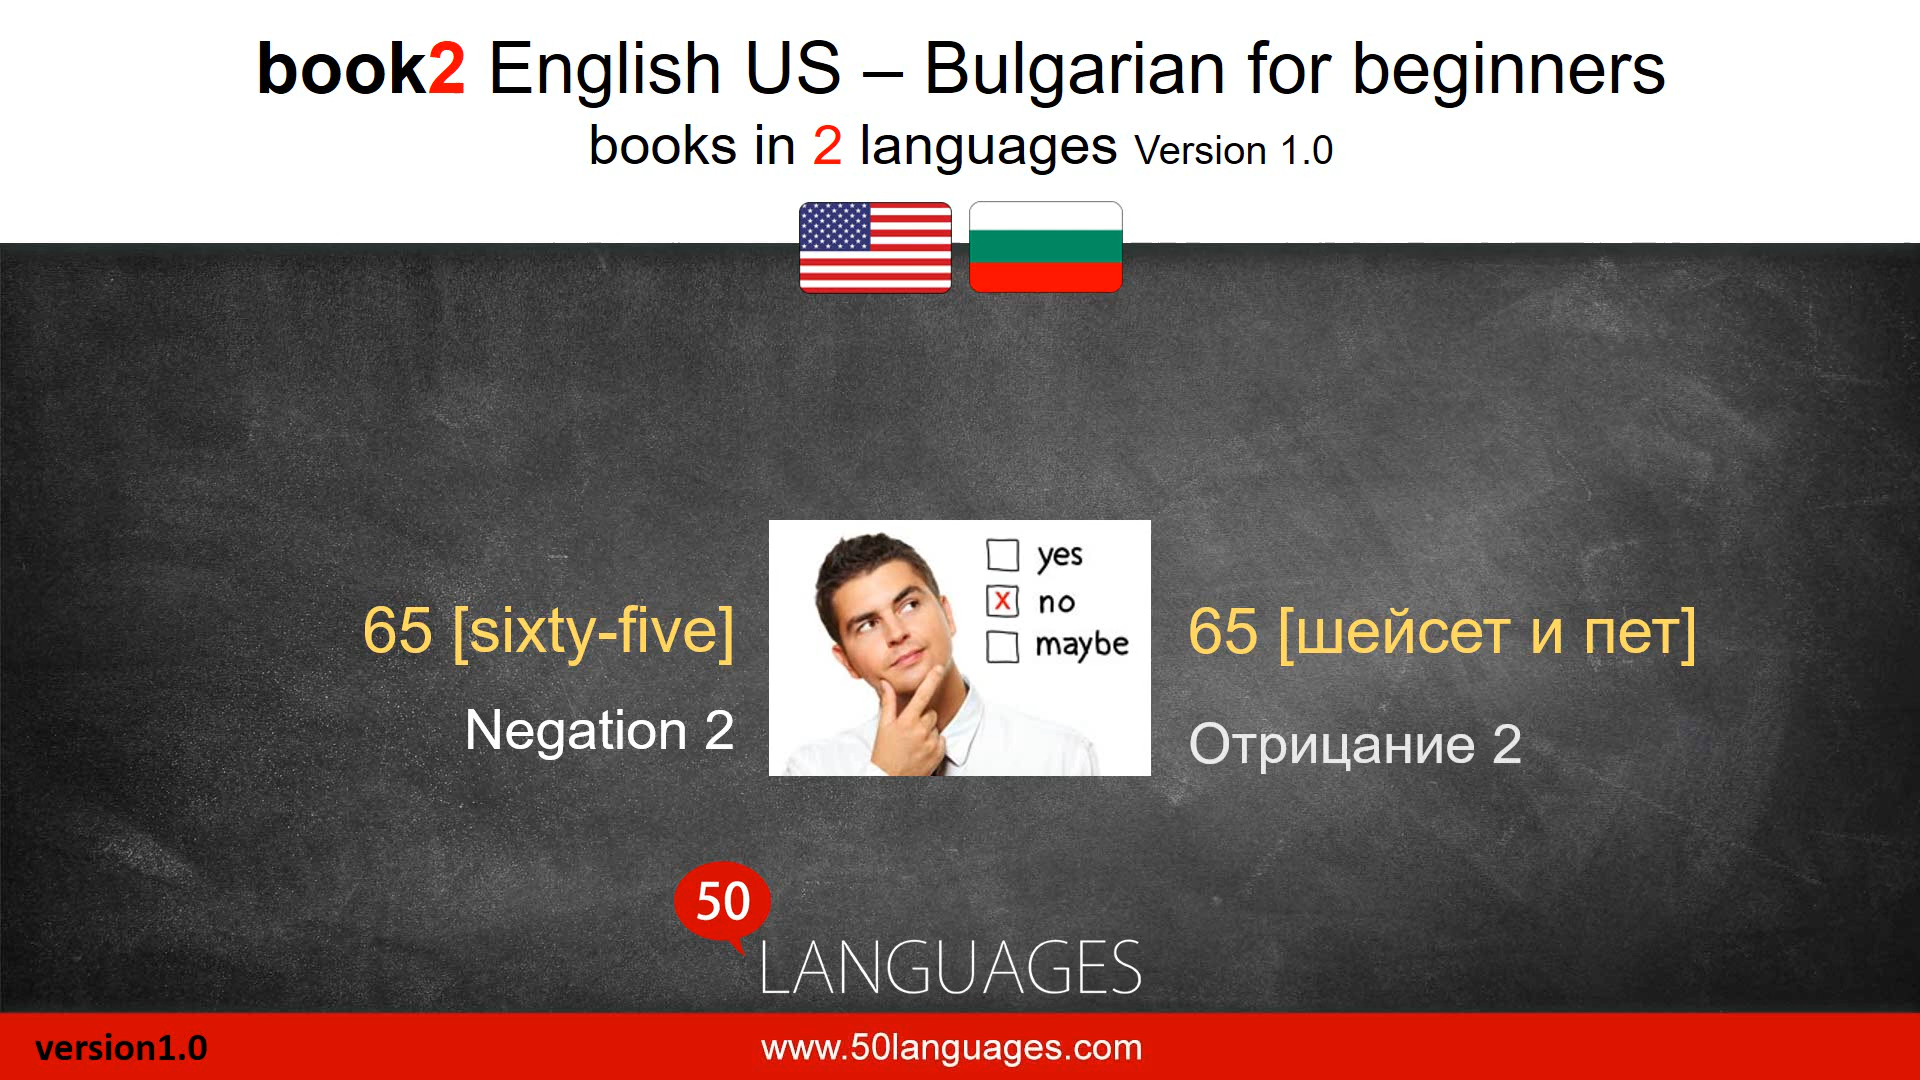 book2 English US – Bulgarian for beginners
books in 2 languages Version 1.0
yes
x no
maybe
65 [sixty-five]
65 [шейсет и пет]
Negation 2
Отрицание 2
50
LANGUAGES
version1.0
www.50languages.com